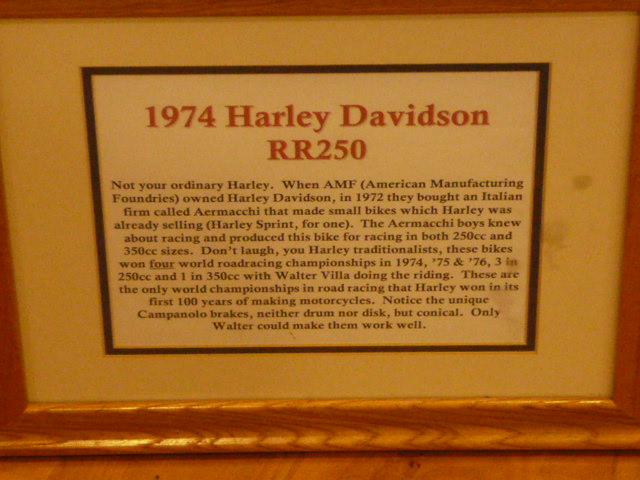 1974 Harley Davidson
RR250
Not your ordinary Harley. When AMF (American Manufacturing
Foundries) owned Harley Davidson, in 1972 they bought an Italian
firm called Aermacchi that made small bikes which Harley was
already selling (Harley Sprint, for one). The Aermacchi boys knew
about racing and produced this bike for racing in both 250cc and
350cc sizes. Don't laugh, you Harley traditionalists, these bikes
won four world roadracing championships in 1974, '75 & '76, 3 in
250cc and 1 in 350cc with Walter Villa doing the riding. These are
the only world championships in road racing that Harley won in its
first 100 years of making motorcycles. Notice the unique
Campanolo brakes, neither drum nor disk, but conical. Only
Walter could make them work well.